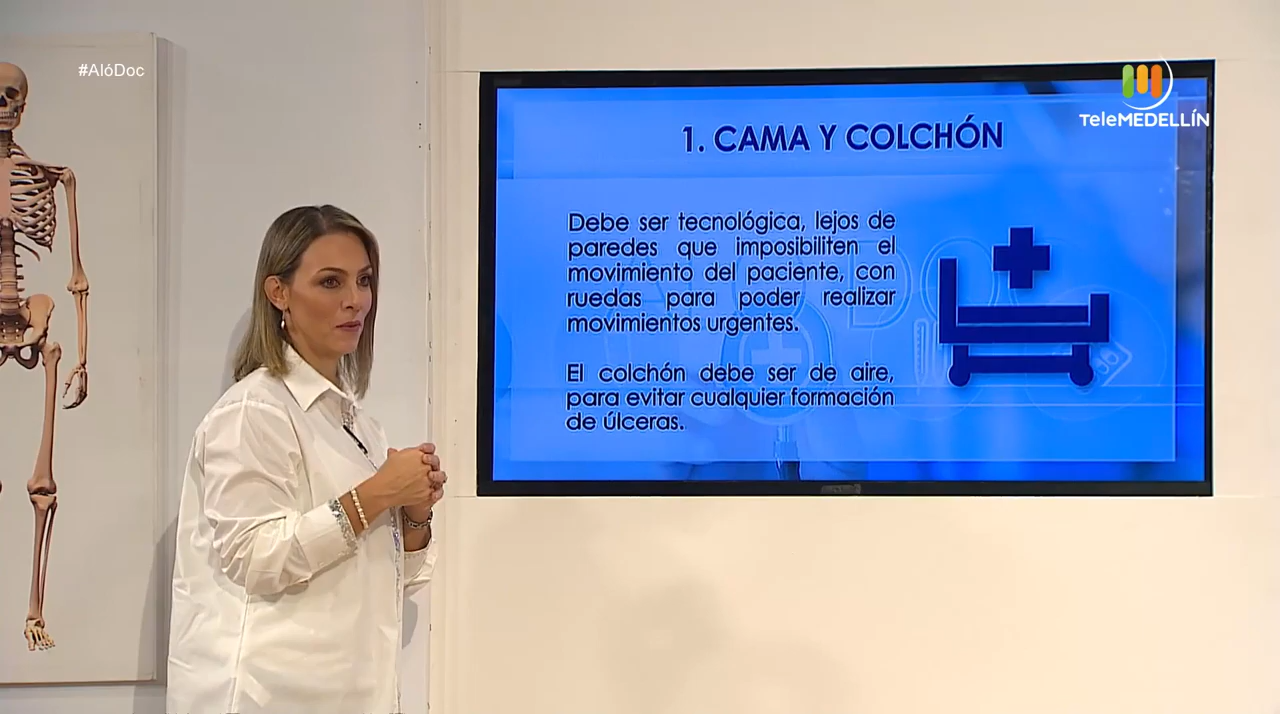 #AlóDoc
TeleMEDELLÍN
1. CAMA Y COLCHÓN
Debe ser tecnológica, lejos de
paredes que imposibiliten el
movimiento del paciente, con
ruedas para poder realizar
movimientos urgentes.
El colchón debe ser de aire,
para evitar cualquier formación
de úlceras.